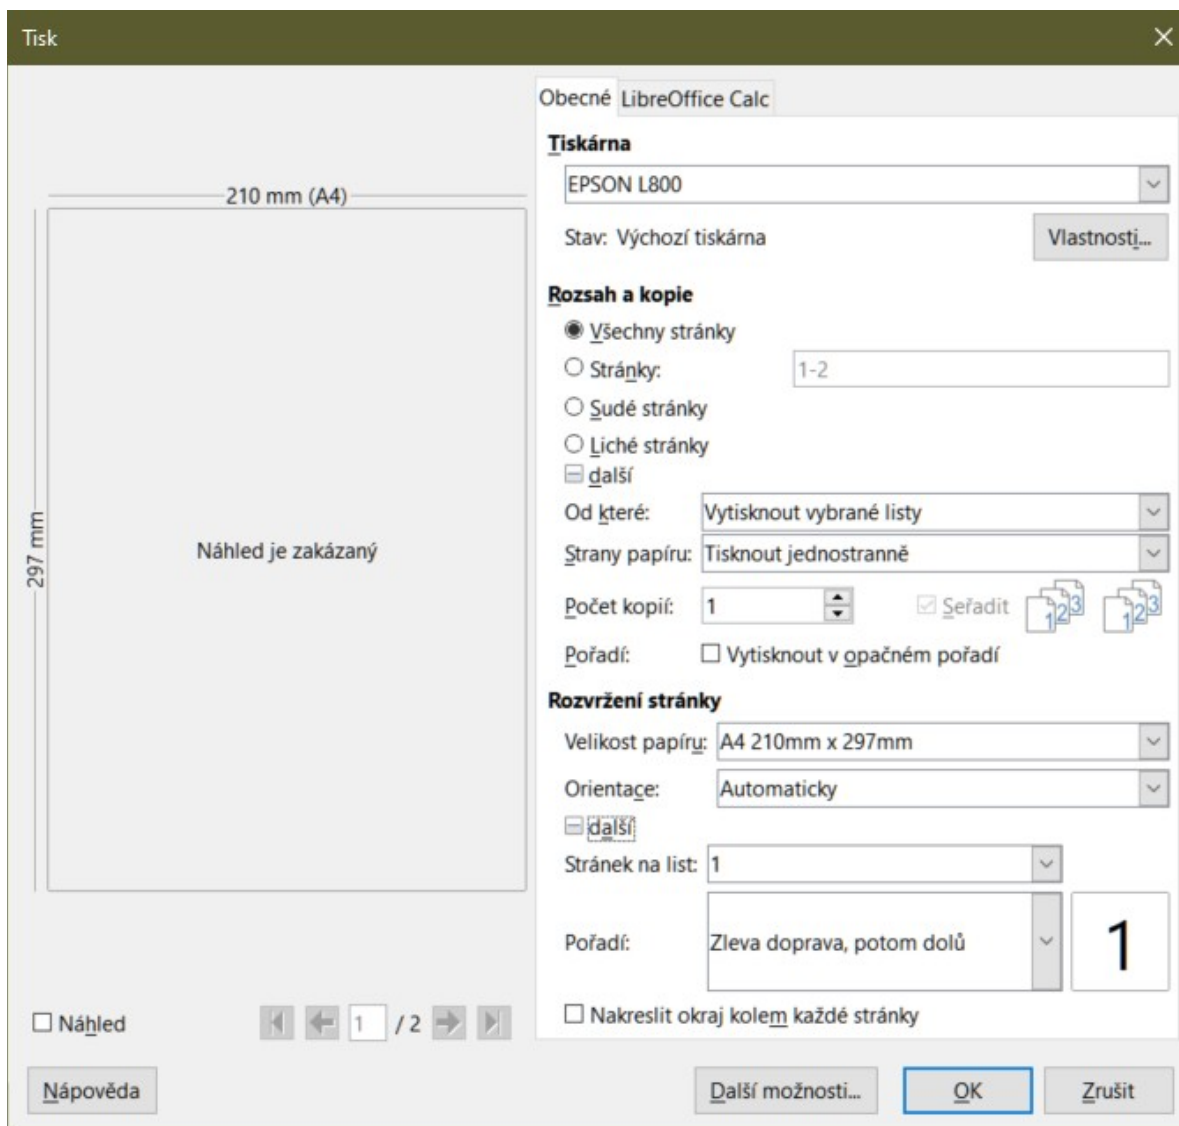 Tisk
Obecné LibreOffice Calc
Tiskárna
EPSON L800
Stav: Výchozí tiskárna Vlastnosti...
Rozsah a kopie
Všechny stránky
Stránky: 1-2
Sudé stránky
Liché stránky
další
Od které: Vytisknout vybrané listy
Strany papíru: Tisknout jednostranně
Počet kopií: 1 Seřadit 123 123
Pořadí: Vytisknout v opačném pořadí
Rozvržení stránky
Velikost papíru: A4 210mm x 297mm
Orientace: Automaticky
další
Stránek na list: 1
Pořadí: Zleva doprava, potom dolů 1
Nakreslit okraj kolem každé stránky
210 mm (A4)
297 mm
Náhled je zakázaný
Náhled 1 / 2
Nápověda Další možnosti... OK Zrušit